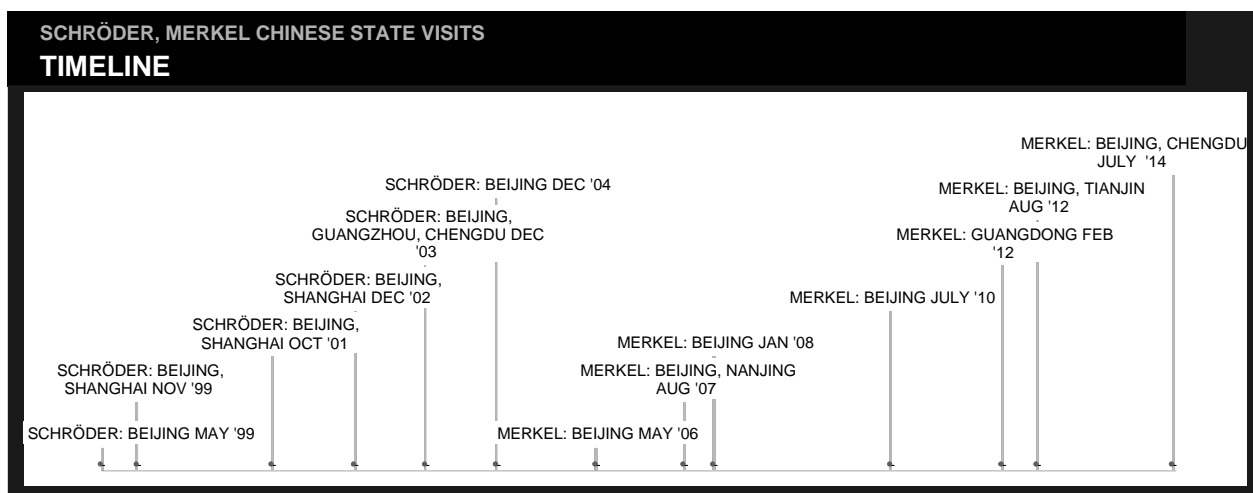 SCHRÖDER, MERKEL CHINESE STATE VISITS
TIMELINE
SCHRÖDER: BEIJING MAY '99
SCHRÖDER: BEIJING,
SHANGHAI NOV '99
SCHRÖDER: BEIJING,
SHANGHAI OCT '01
SCHRÖDER: BEIJING,
SHANGHAI DEC '02
SCHRÖDER: BEIJING,
GUANGZHOU, CHENGDU DEC
'03
SCHRÖDER: BEIJING DEC '04
MERKEL: BEIJING MAY '06
MERKEL: BEIJING, NANJING
AUG '07
MERKEL: BEIJING JAN '08
MERKEL: BEIJING JULY '10
MERKEL: GUANGDONG FEB
'12
MERKEL: BEIJING, TIANJIN
AUG '12
MERKEL: BEIJING, CHENGDU
JULY '14